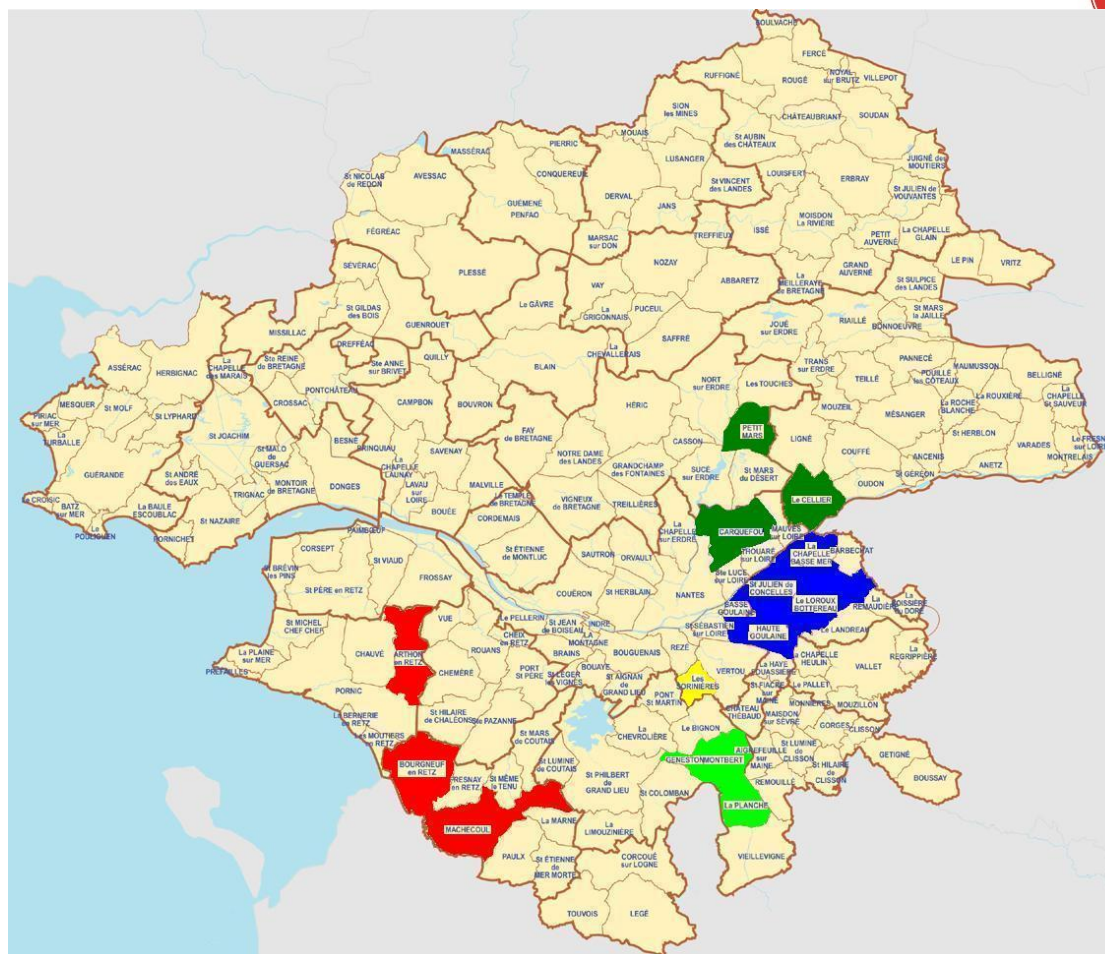 SOULVACHÉ
FERCÉ
RUFFIGNÉ
ROUGÉ
NOYAL
sur BRUTZ
VILLEPOT
SION
les MINES
CHÂTEAUBRIANT
SOUDAN
MOUAIS
St AUBIN
des CHÂTEAUX
PIERRIC
MASSÉRAC
LUSANGER
JUIGNÉ des
MOUTIERS
CONQUEREUIL
St NICOLAS
de REDON
AVESSAC
St VINCENT
des LANDES
LOUISFERT
ERBRAY
St JULIEN de
VOUVANTES
GUÉMENÉ
PENFAO
DERVAL
JANS
MOISDON
La RIVIÈRE
FÉGRÉAC
MARSAC
sur DON
TREFFIEUX
ISSÉ
PETIT
AUVERNÉ
La CHAPELLE
GLAIN
SÉVÉRAC
PLESSÉ
NOZAY
ABBARETZ
La
MEILLERAYE
de BRETAGNE
GRAND
AUVERNÉ
LE PIN
VRITZ
VAY
St SULPICE
des LANDES
St GILDAS
des BOIS
Le GÂVRE
La
GRIGONNAIS
PUCEUL
St MARS
la JAILLE
MISSILLAC
GUENROUET
JOUÉ
sur ERDRE
RIAILLÉ
BONNOEUVRE
DREFFÉAC
SAFFRÉ
La
CHEVALLERAIS
ASSÉRAC
HERBIGNAC
La
CHAPELLE
des MARAIS
Ste REINE
de BRETAGNE
Ste ANNE
sur BRIVET
QUILLY
BLAIN
TRANS
sur ERDRE
PANNECÉ
TEILLÉ
POUILLÉ
les CÔTEAUX
MAUMUSSON
BELLIGNÉ
NORT
sur ERDRE
Les TOUCHES
PONTCHÂTEAU
CROSSAC
CAMPBON
BOUVRON
HÉRIC
MESQUER
St MOLF
PIRIAC
sur MER
St LYPHARD
MOUZEIL
MÉSANGER
La ROCHE
BLANCHE
La ROUXIÈRE
La
CHAPELLE
St SAUVEUR
La
TURBALLE
St JOACHIM
St MALO
de
GUERSAC
BESNÉ
PRINQUIAU
SAVENAY
FAY
de BRETAGNE
PETIT
MARS
LIGNÉ
CASSON
COUFFÉ
St HERBLON
VARADES
Le FRESNE
sur LOIRE
MONTRELAIS
NOTRE DAME
des LANDES
GRANDCHAMP
des FONTAINES
SUCÉ
sur ERDRE
St MARS
du DÉSERT
ANCENIS
St GÉRÉON
ANETZ
GUÉRANDE
St ANDRÉ
des EAUX
MONTOIR
de BRETAGNE
DONGES
La
CHAPELLE
LAUNAY
LAVAU
sur
LOIRE
MALVILLE
La TEMPLE
de BRETAGNE
VIGNEUX
de BRETAGNE
TREILLIÈRES
Le CELLIER
OUDON
Le CROISIC
BATZ
sur MER
La BAULE
ESCOUBLAC
TRIGNAC
BOUÉE
CORDEMAIS
Le
POULIGUEN
PORNICHET
St NAZAIRE
PAIMBŒUF
La
CHAPELLE
sur ERDRE
CARQUEFOU
MAUVES
sur LOIRE
St ÉTIENNE
de MONTLUC
SAUTRON
ORVAULT
THOUARÉ
sur LOIRE
La
CHAPELLE
BASSE MER
BARBECHAT
CORSEPT
St BRÉVIN
les PINS
St VIAUD
FROSSAY
Ste LUCE
sur LOIRE
St PÈRE en RETZ
COUËRON
St HERBLAIN
NANTES
St JULIEN de
CONCELLES
Le LOROUX
BOTTEREAU
La
REMAUDIÈRE
La
BOISSIÈRE
du DORÉ
BASSE
GOULAINE
St MICHEL
CHEF CHEF
VUE
Le PELLERIN
St JEAN
de BOISEAU
INDRE
La
MONTAGNE
St SÉBASTIEN
sur LOIRE
HAUTE
GOULAINE
Le LANDREAU
La PLAINE
sur MER
PRÉFAILLES
CHAUVÉ
ARTHON
en RETZ
ROUANS
CHEIX
en RETZ
BRAINS
BOUAYE
BOUGUENAIS
REZÉ
VERTOU
La
REGRIPPIÈRE
CHÉMÉRÉ
PORT
St PÈRE
St LEGER
les VIGNES
St AIGNAN
de
GRAND LIEU
Les
SORINIÈRES
La HAYE
FOUASSIÈRE
La CHAPELLE
HEULIN
VALLET
PORNIC
PONT
St MARTIN
St FIACRE
sur
MAINE
Le PALLET
MONNIÈRES
MOUZILLON
CHÂTEAU
THÉBAUD
MAISDON
sur SÈVRE
GORGES
CLISSON
La BERNERIE
en RETZ
St HILAIRE
de CHALÉONS
Ste PAZANNE
St MARS
de COUTAIS
La
CHEVROLIÈRE
Le BIGNON
Les MOUTIERS
en RETZ
BOURGNEUF
en RETZ
St LUMINE
de COUTAIS
GENESTON
MONTBERT
AIGREFEUILLE
sur
MAINE
St LUMINE
de
CLISSON
GETIGNÉ
FRESNAY
en RETZ
St MÊME
le TENU
St PHILBERT
de
GRAND LIEU
St COLOMBAN
REMOUILLÉ
St HILAIRE
de
CLISSON
BOUSSAY
La PLANCHE
MACHECOUL
La MARNE
La
LIMOUZINIÈRE
PAULX
St ÉTIENNE
de
MER MORTE
CORCOUÉ
sur LOGNE
VIEILLEVIGNE
TOUVOIS
LEGÉ